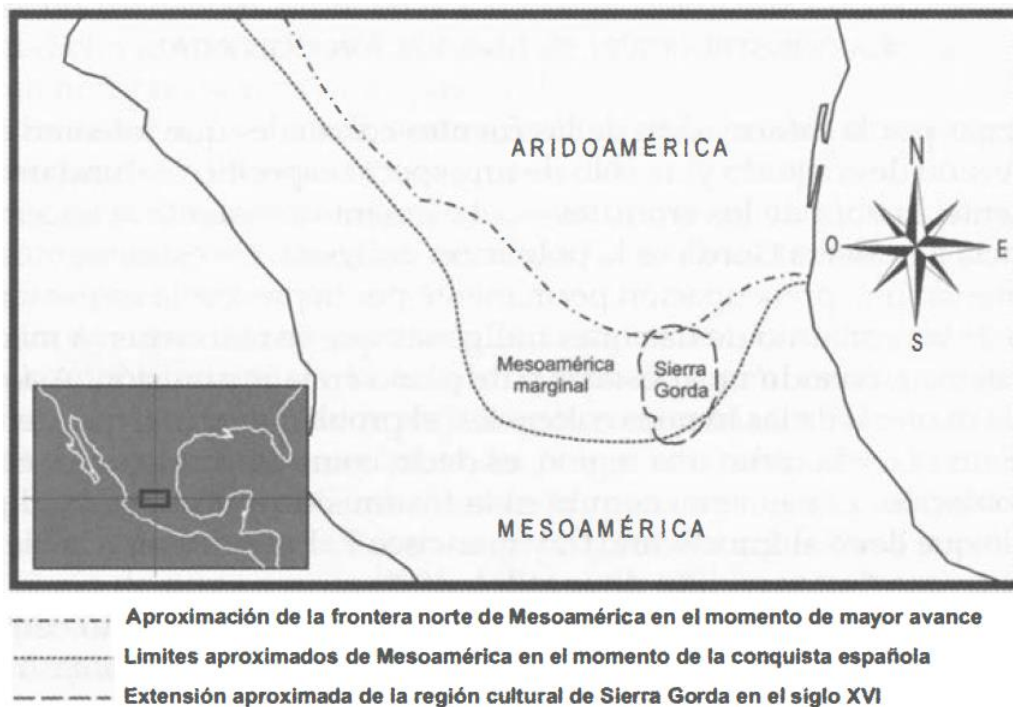 ARIDOAMÉRICA
N
O
E
S
Mesoamérica
marginal
Sierra
Gorda
MESOAMÉRICA
Aproximación de la frontera norte de Mesoamérica en el momento de mayor avance
Limites aproximados de Mesoamérica en el momento de la conquista española
Extensión aproximada de la región cultural de Sierra Gorda en el siglo XVI